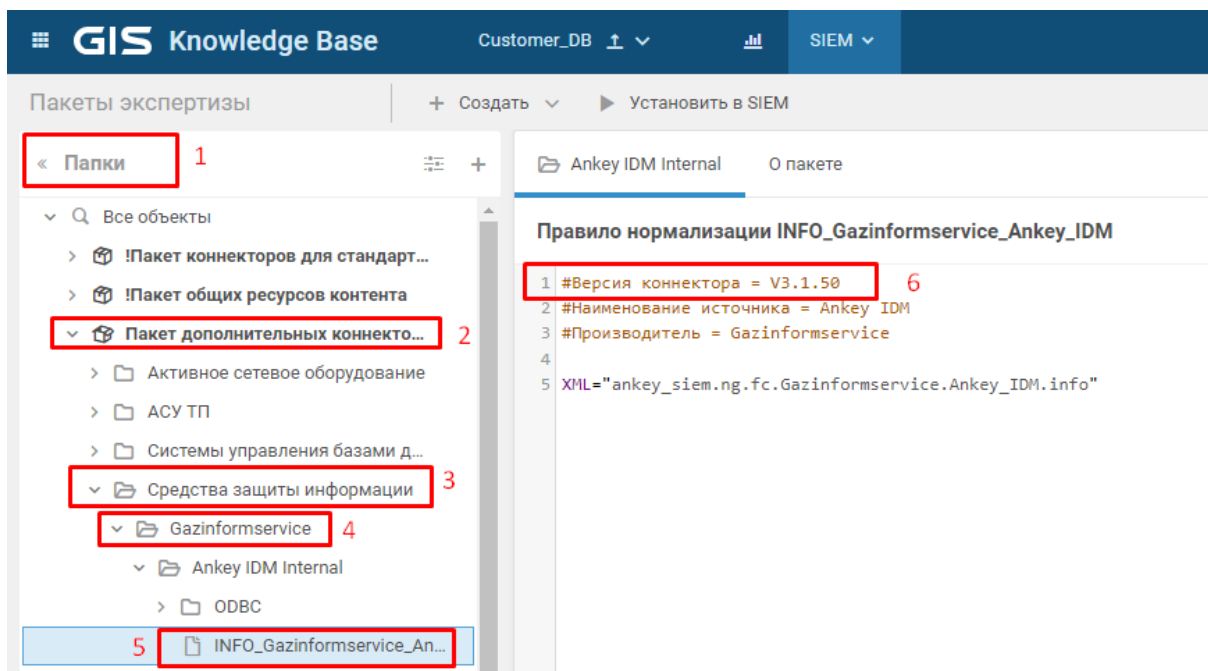 GIS Knowledge Base
Customer_DB
SIEM
Пакеты экспертизы
+ Создать
Установить в SIEM
« Папки
1
+
Ankey IDM Internal
О пакете
Все объекты
!Пакет коннекторов для стандарт...
!Пакет общих ресурсов контента
Пакет дополнительных коннекто...
2
Активное сетевое оборудование
АСУ ТП
Системы управления базами д...
Средства защиты информации
3
Gazinformservice
4
Ankey IDM Internal
ODBC
5
INFO_Gazinformservice_An...
Правило нормализации INFO_Gazinformservice_Ankey_IDM
1 #Версия коннектора = V3.1.50
6
2 #Наименование источника = Ankey IDM
3 #Производитель = Gazinformservice
4
5 XML="ankey_siem.ng.fc.Gazinformservice.Ankey_IDM.info"